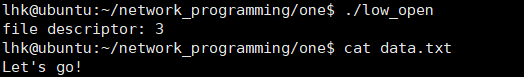 lhk@ubuntu:~/network_programming/one$ ./low_open
file descriptor: 3
lhk@ubuntu:~/network_programming/one$ cat data.txt
Let's go!